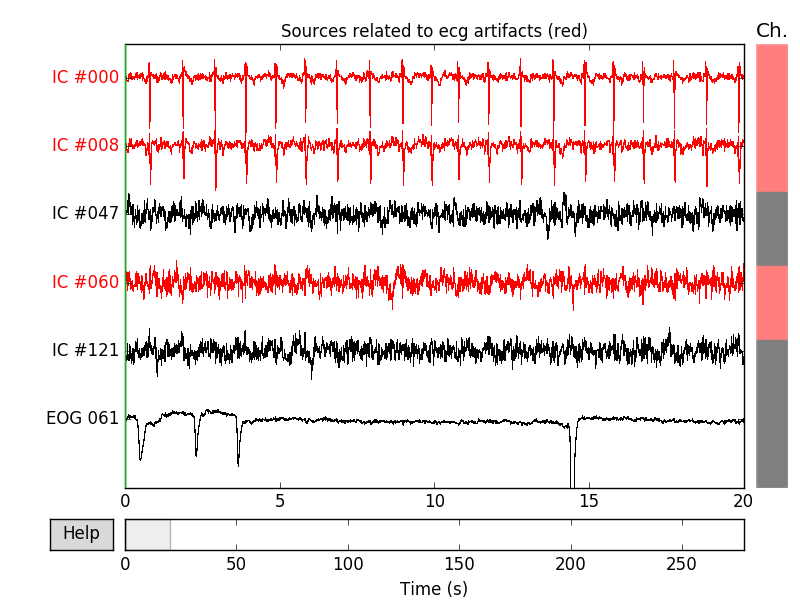 Sources related to ecg artifacts (red)
Ch.
IC #000
IC #008
IC #047
IC #060
IC #121
EOG 061
0 5 10 15 20
Help
0 50 100 150 200 250
Time (s)